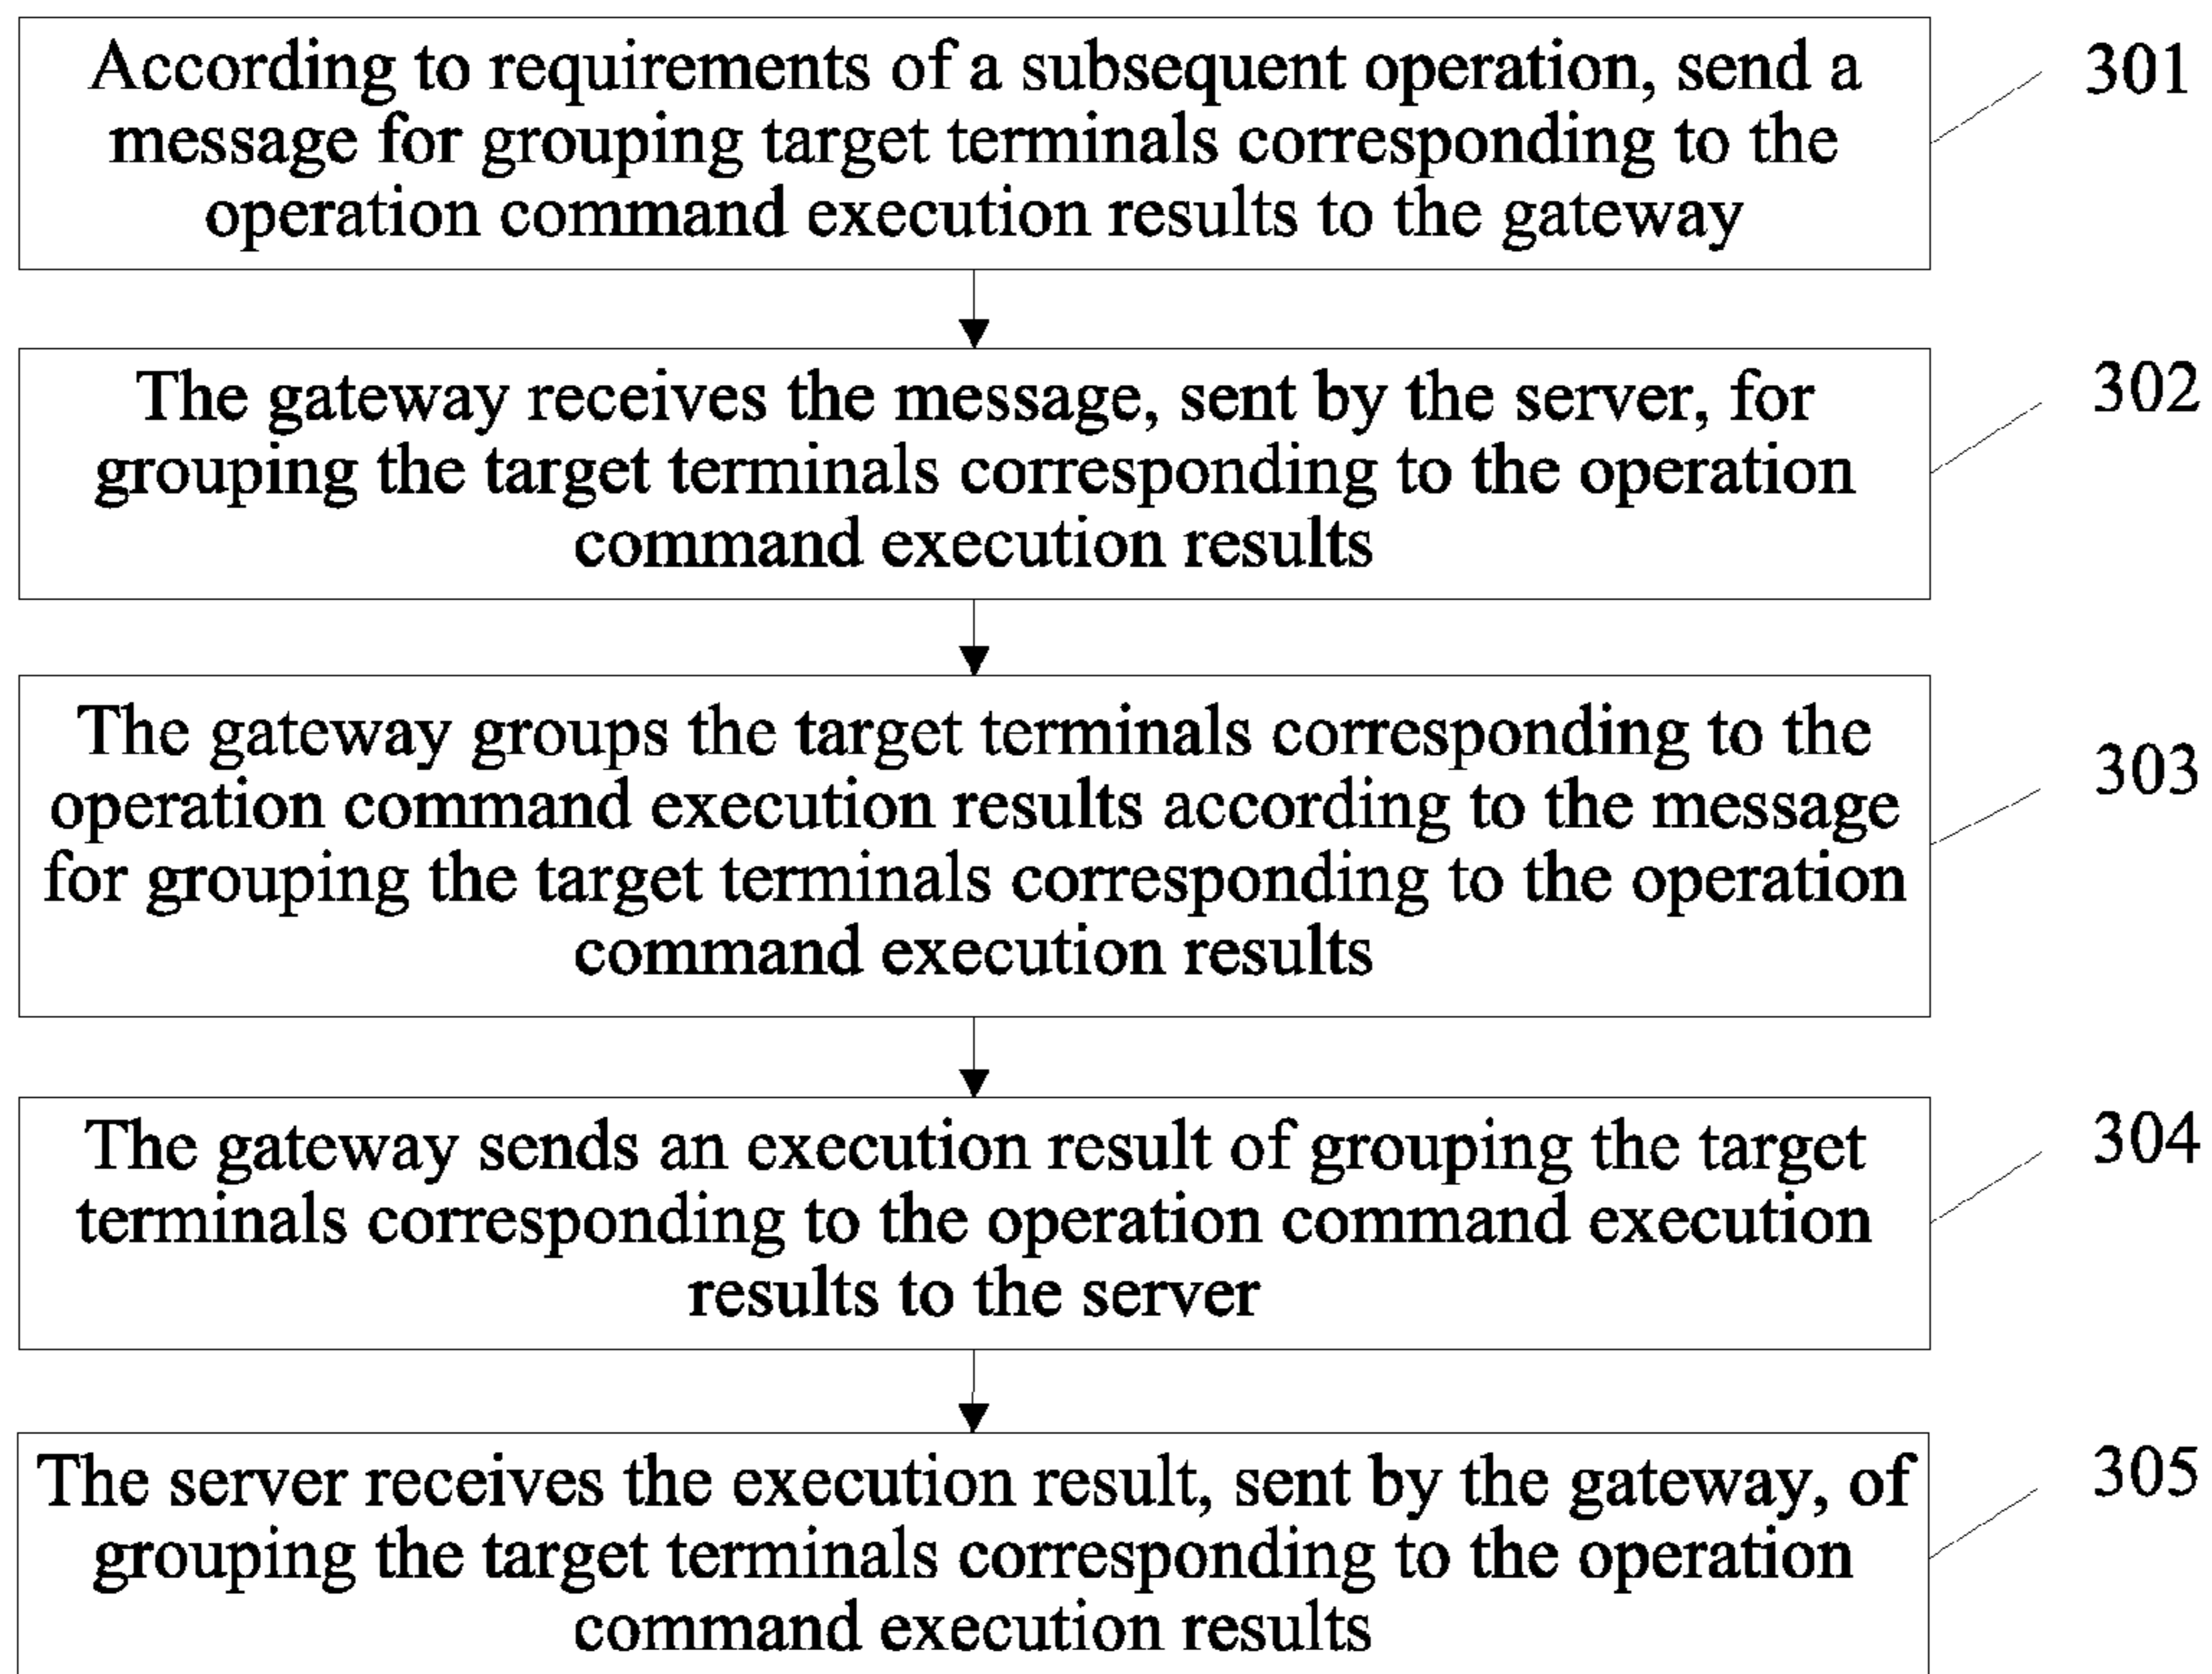 According to requirements of a subsequent operation, send a
message for grouping target terminals corresponding to the
operation command execution results to the gateway
301
The gateway receives the message, sent by the server, for
grouping the target terminals corresponding to the operation
command execution results
302
The gateway groups the target terminals corresponding to the
operation command execution results according to the message
for grouping the target terminals corresponding to the operation
command execution results
303
The gateway sends an execution result of grouping the target
terminals corresponding to the operation command execution
results to the server
304
The server receives the execution result, sent by the gateway, of
grouping the target terminals corresponding to the operation
command execution results
305